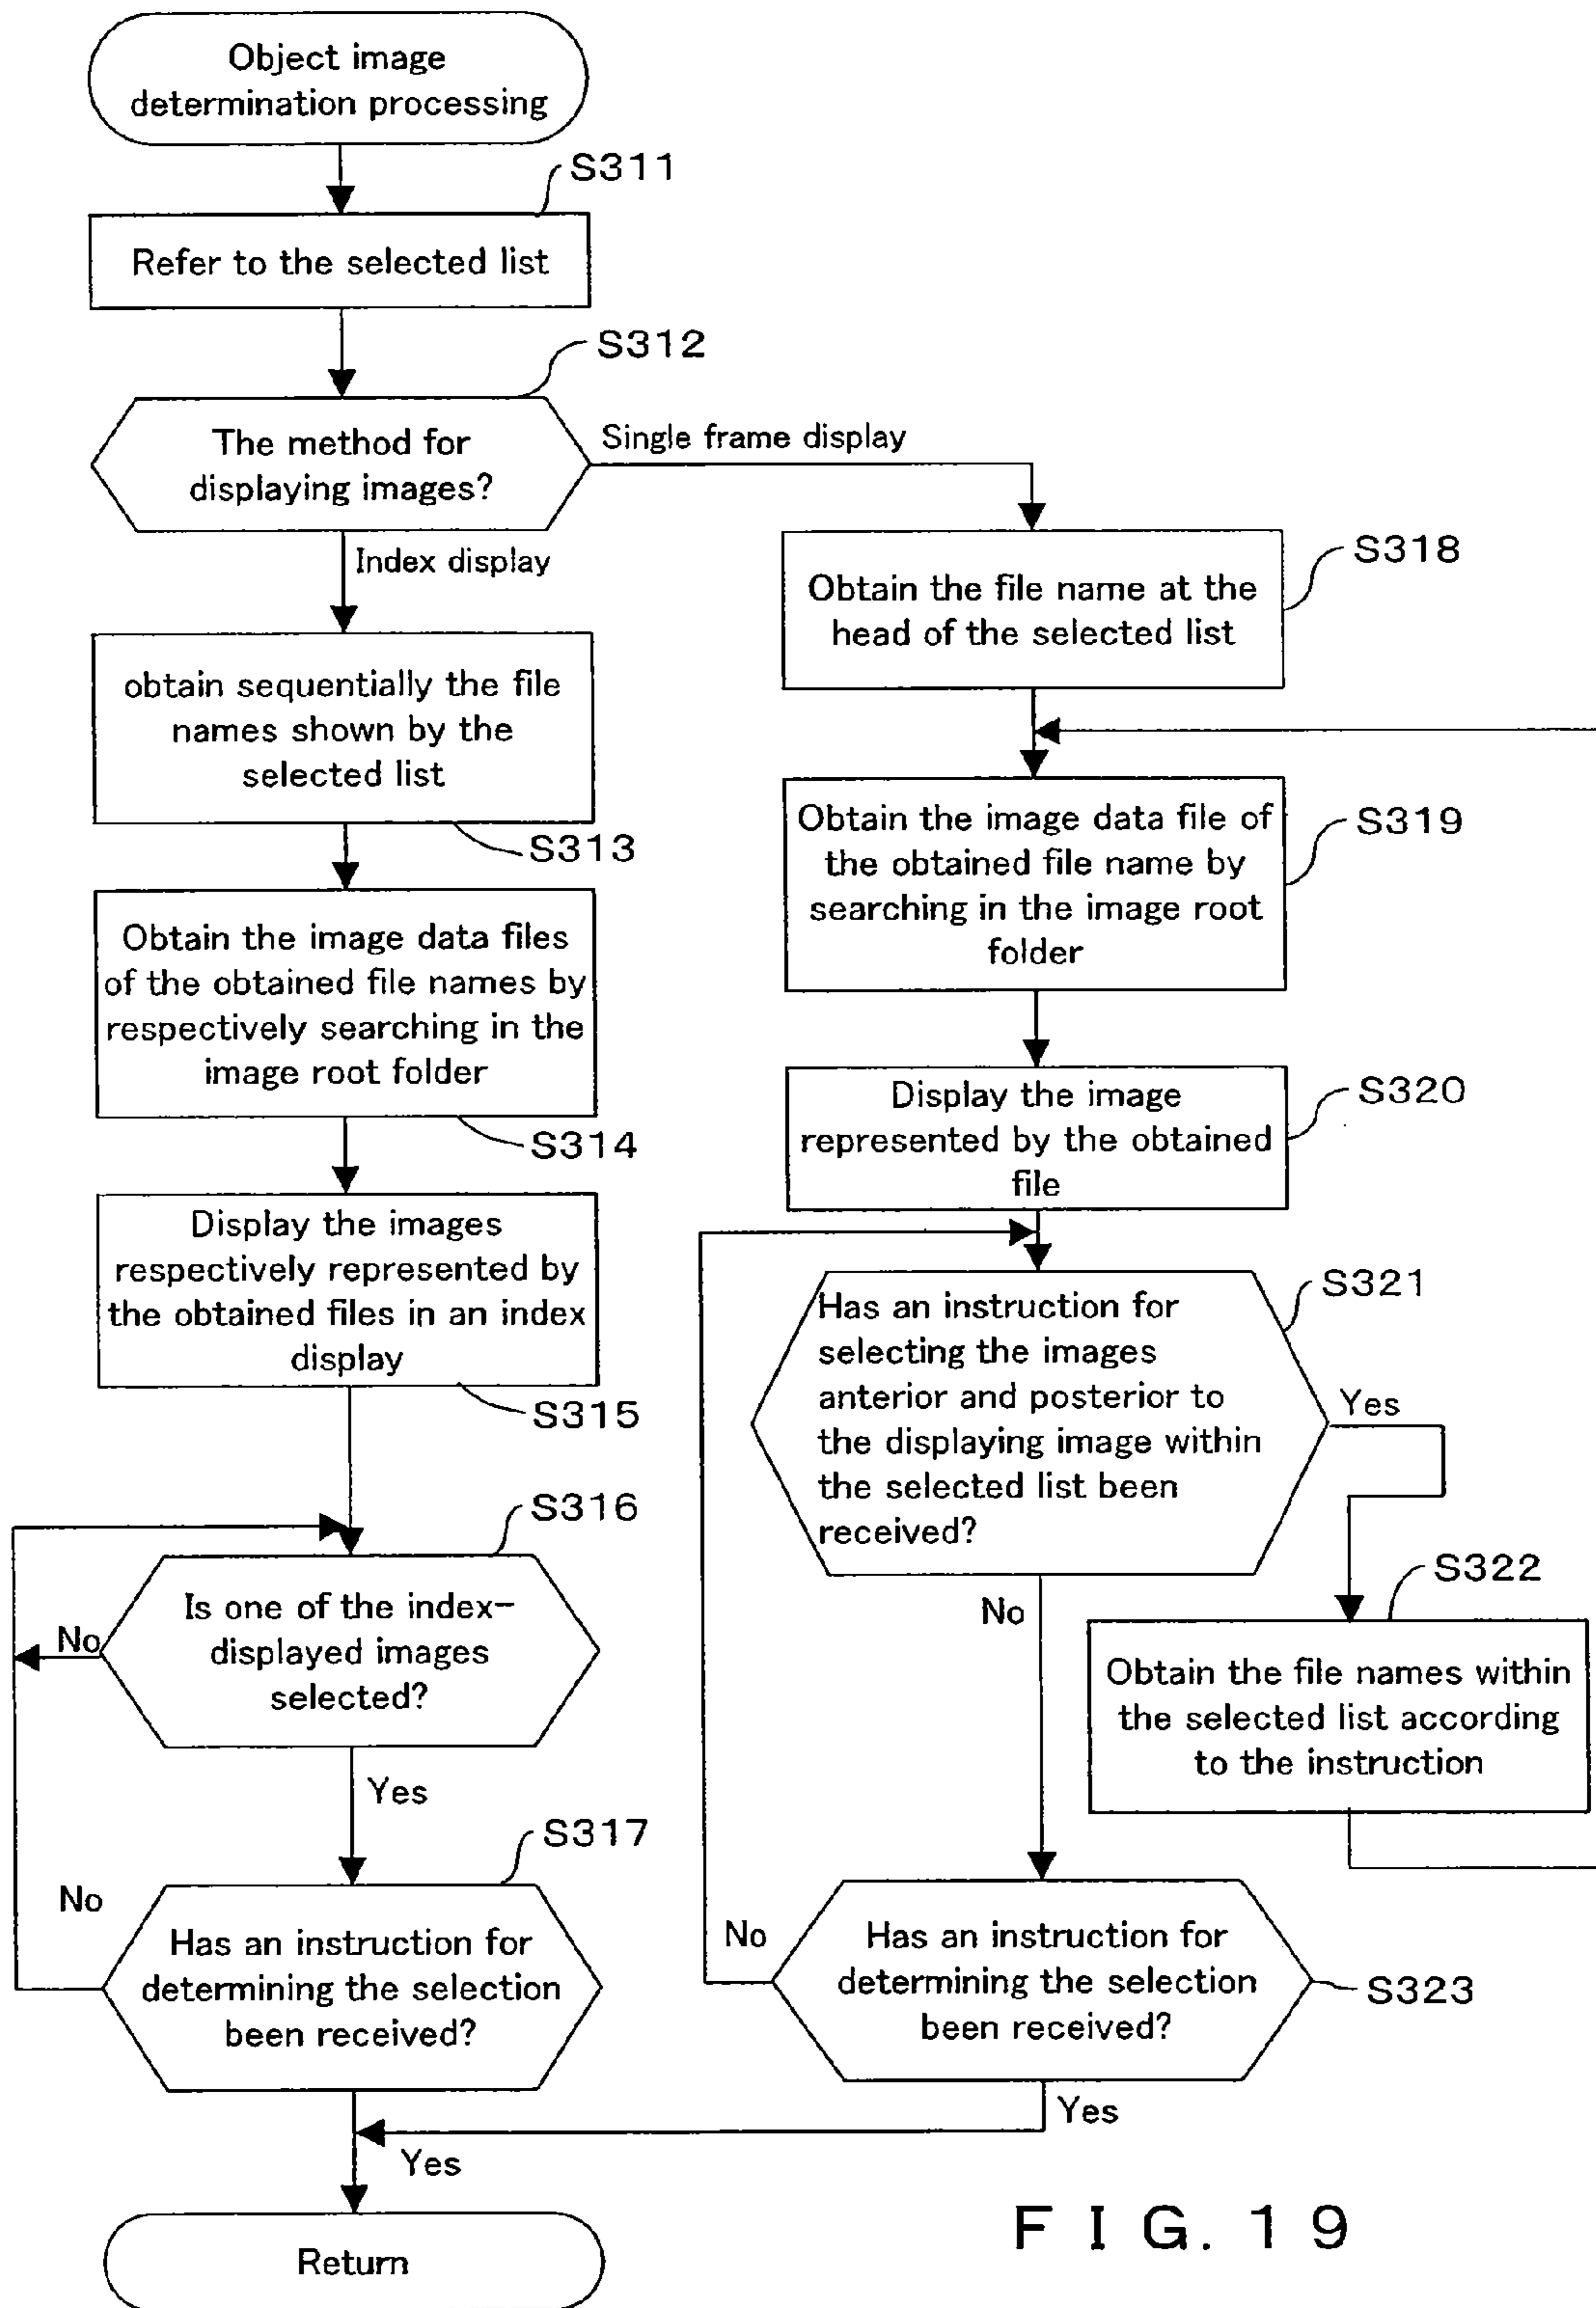 Object image
determination processing
S311
Refer to the selected list
S312
The method for
displaying images?
Single frame display
Index display
obtain sequentially the file
names shown by the
selected list
S313
Obtain the image data files
of the obtained file names by
respectively searching in the
image root folder
S314
Display the images
respectively represented by
the obtained files in an index
display
S315
S316
Is one of the index-
displayed images
selected?
No
Yes
S317
Has an instruction for
determining the selection
been received?
No
Yes
Return
S318
Obtain the file name at the
head of the selected list
S319
Obtain the image data file of
the obtained file name by
searching in the image root
folder
S320
Display the image
represented by the obtained
file
S321
Has an instruction for
selecting the images
anterior and posterior to
the displaying image within
the selected list been
received?
Yes
No
S322
Obtain the file names within
the selected list according
to the instruction
No
Has an instruction for
determining the selection
been received?
S323
Yes
FIG. 19